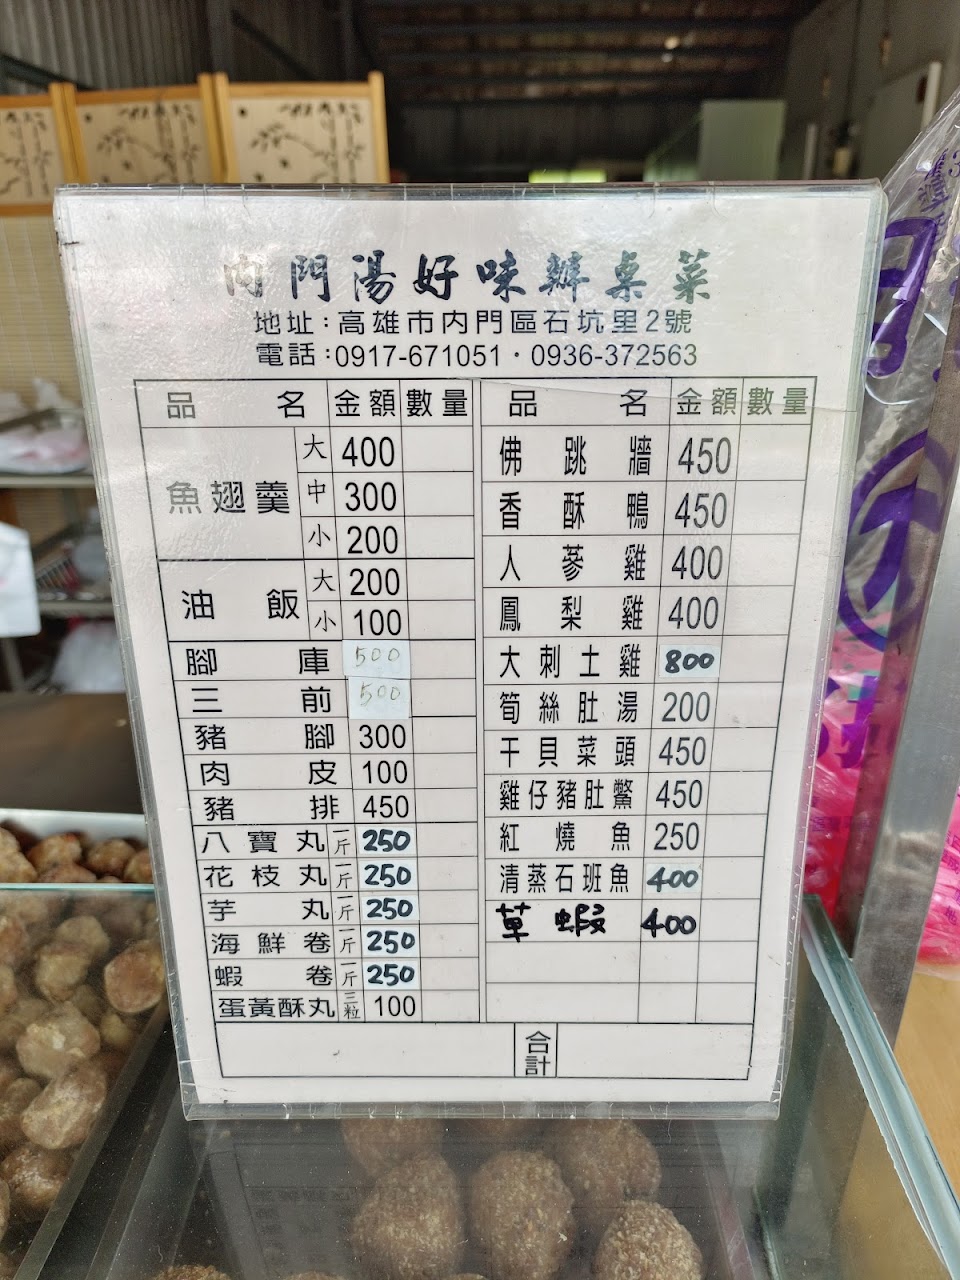 內門湯好味辦桌菜
地址:高雄市內門區石坑里2號
電話:0917-671051·0936-372563
品名 金額 數量
魚翅羹 大 400
中 300
小 200
油飯 大 200
小 100
腳庫 500
三前 500
豬腳 300
肉皮 100
豬排 450
八寶丸 一斤 250
花枝丸 一斤 250
芋丸 一斤 250
海鮮卷 一斤 250
蝦卷 一斤 250
蛋黃酥丸 三粒 100
品名 金額 數量
佛跳牆 450
香酥鴨 450
人蔘雞 400
鳳梨雞 400
大刺土雞 800
筍絲肚湯 200
干貝菜頭 450
雞仔豬肚鱉 450
紅燒魚 250
清蒸石班魚 400
草蝦 400
合計